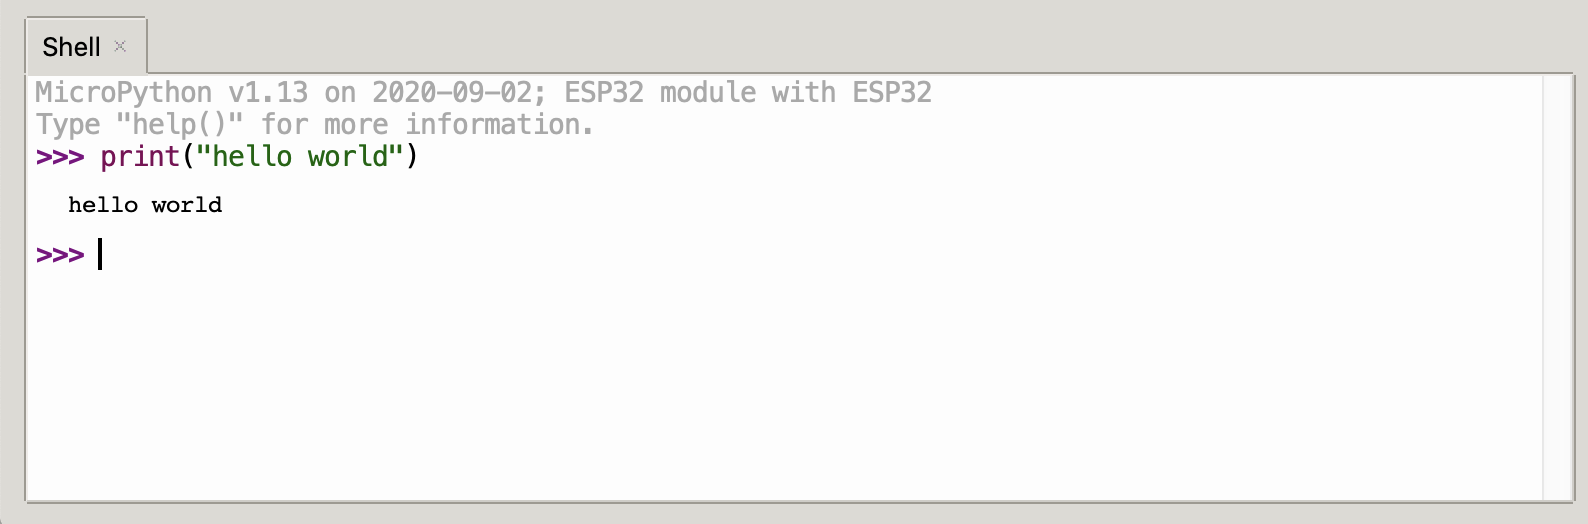 Shell
MicroPython v1.13 on 2020-09-02; ESP32 module with ESP32
Type "help()" for more information.
>>> print("hello world")
hello world
>>>